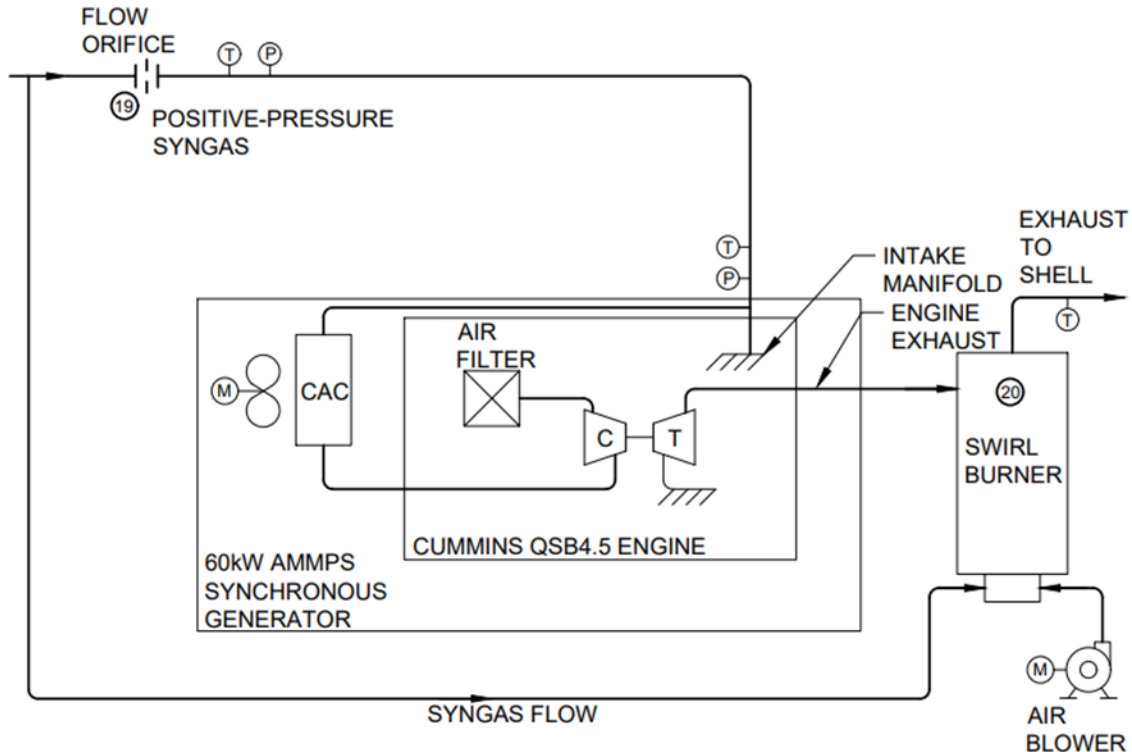 FLOW
ORIFICE
T
P
19
POSITIVE-PRESSURE
SYNGAS
T
P
INTAKE
MANIFOLD
ENGINE
EXHAUST
EXHAUST
TO
SHELL
T
AIR
FILTER
M
CAC
C
T
20
SWIRL
BURNER
CUMMINS QSB4.5 ENGINE
60kW AMMPS
SYNCHRONOUS
GENERATOR
M
SYNGAS FLOW
AIR
BLOWER